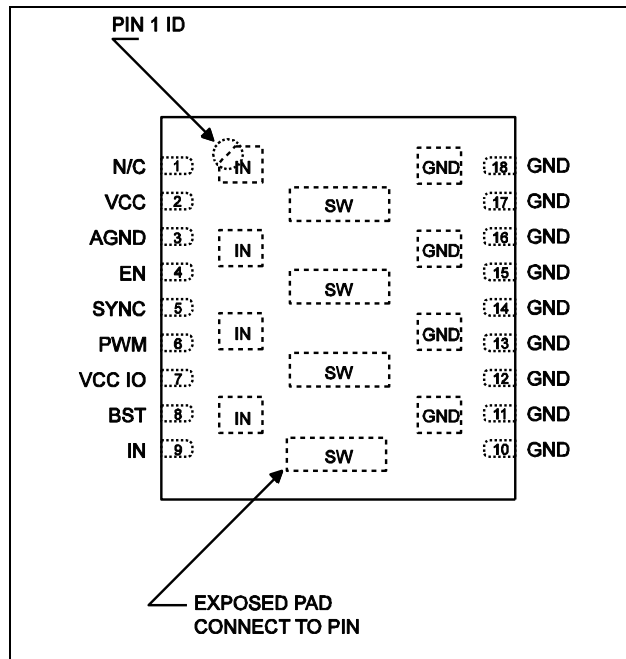 PIN 1 ID
N/C 1 IN GND 18 GND
VCC 2 SW 17 GND
AGND 3 IN GND 16 GND
EN 4 15 GND
SYNC 5 SW 14 GND
PWM 6 IN GND 13 GND
VCC IO 7 SW 12 GND
BST 8 IN GND 11 GND
IN 9 SW 10 GND
EXPOSED PAD
CONNECT TO PIN